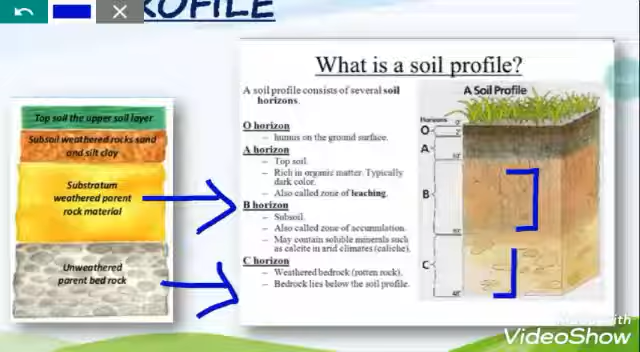 ROFILE
What is a soil profile?
A soil profile consists of several soil
horizons.
O horizon
– humus on the ground surface.
A horizon
– Top soil.
– Rich in organic matter. Typically
dark color.
– Also called zone of leaching.
B horizon
– Subsoil.
– Also called zone of accumulation.
– May contain soluble minerals such
as calcite in arid climates (caliche).
C horizon
– Weathered bedrock (rotten rock).
– Bedrock lies below the soil profile.
Top soil the upper soil layer
Subsoil weathered rocks sand
and silt clay
Substratum
weathered parent
rock material
Unweathered
parent bed rock
A Soil Profile
Horizons
O
A
B
C
with
VideoShow